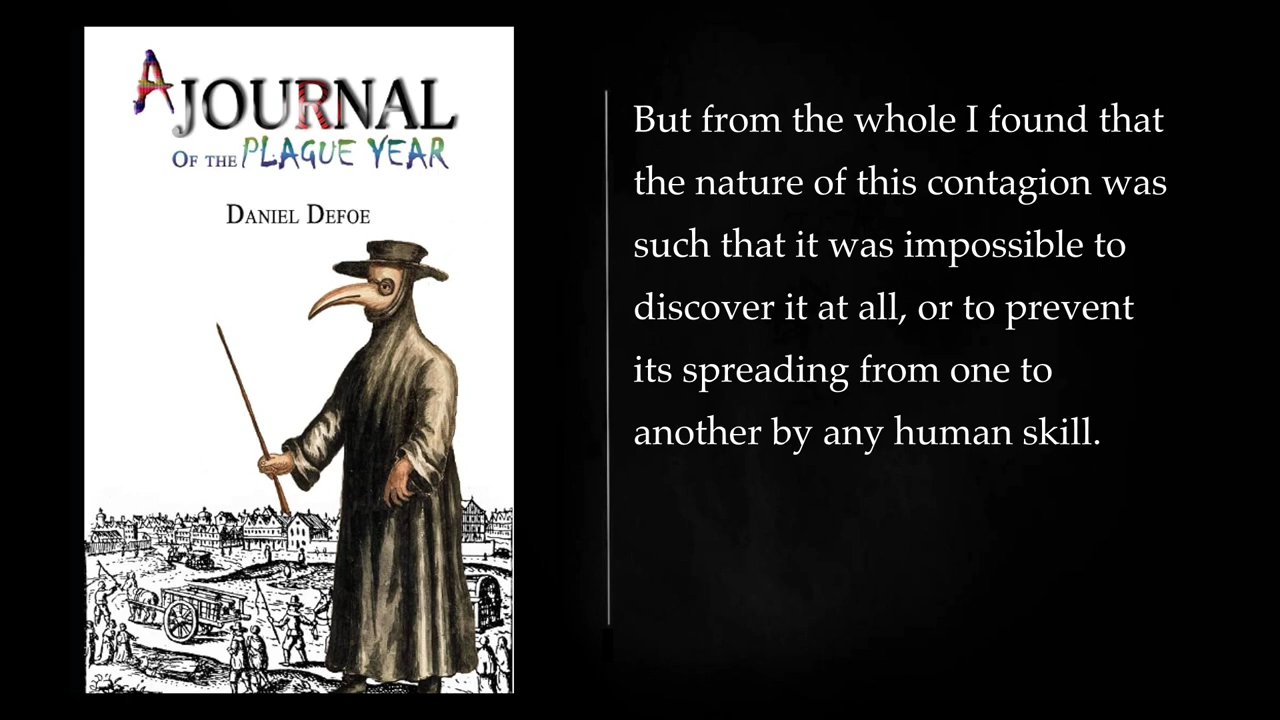 A JOURNAL
OF THE PLAGUE YEAR
DANIEL DEFOE
But from the whole I found that
the nature of this contagion was
such that it was impossible to
discover it at all, or to prevent
its spreading from one to
another by any human skill.